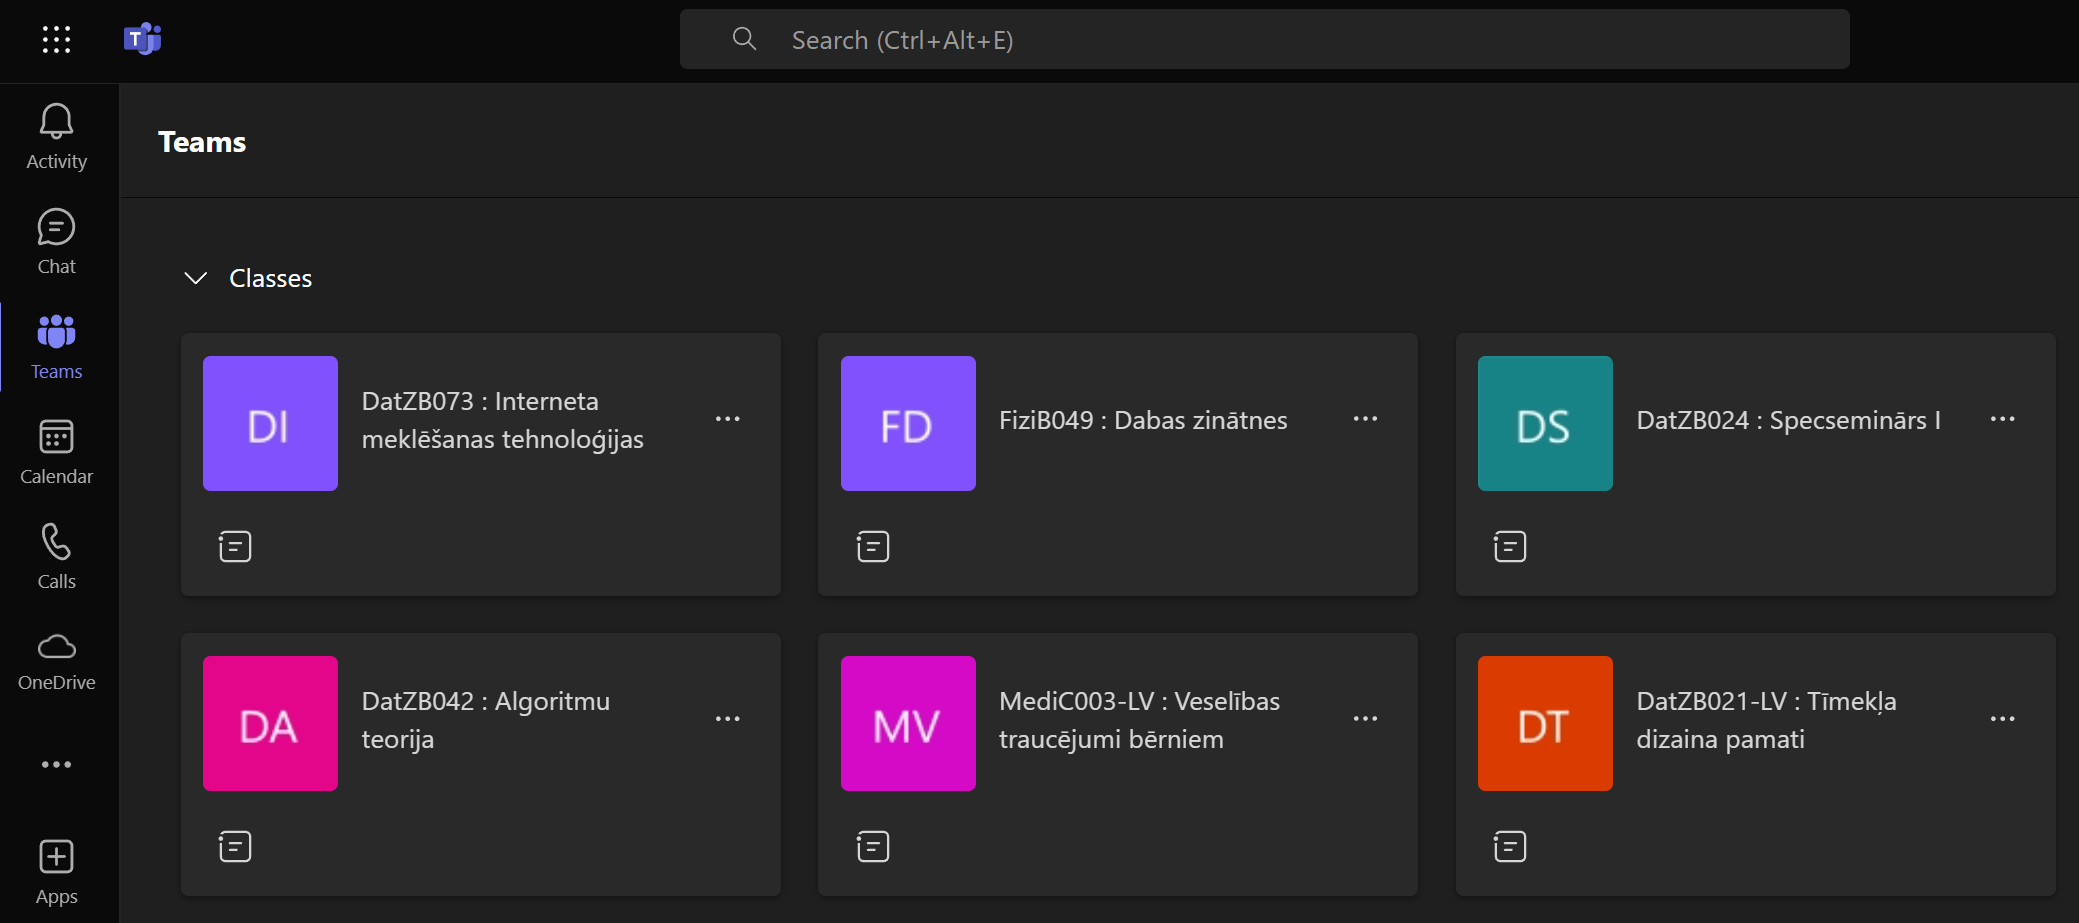 T
Search (Ctrl+Alt+E)
Activity
Chat
Teams
Calendar
Calls
OneDrive
Apps
Teams
Classes
DI
DatZB073 : Interneta
meklēšanas tehnoloģijas
FD
FiziB049 : Dabas zinātnes
DS
DatZB024 : Specseminārs I
DA
DatZB042 : Algoritmu
teorija
MV
MediC003-LV : Veselības
traucējumi bērniem
DT
DatZB021-LV : Tīmekļa
dizaina pamati